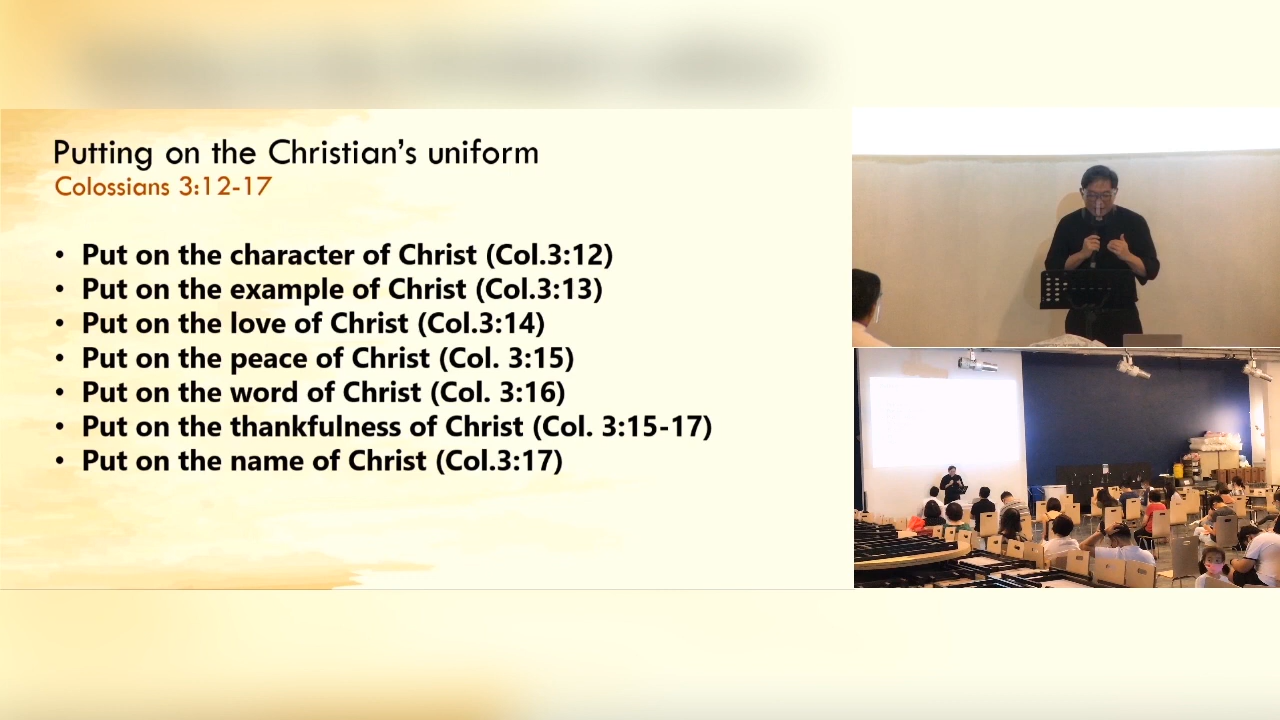 Putting on the Christian’s uniform
Colossians 3:12-17
• Put on the character of Christ (Col.3:12)
• Put on the example of Christ (Col.3:13)
• Put on the love of Christ (Col.3:14)
• Put on the peace of Christ (Col. 3:15)
• Put on the word of Christ (Col. 3:16)
• Put on the thankfulness of Christ (Col. 3:15-17)
• Put on the name of Christ (Col.3:17)